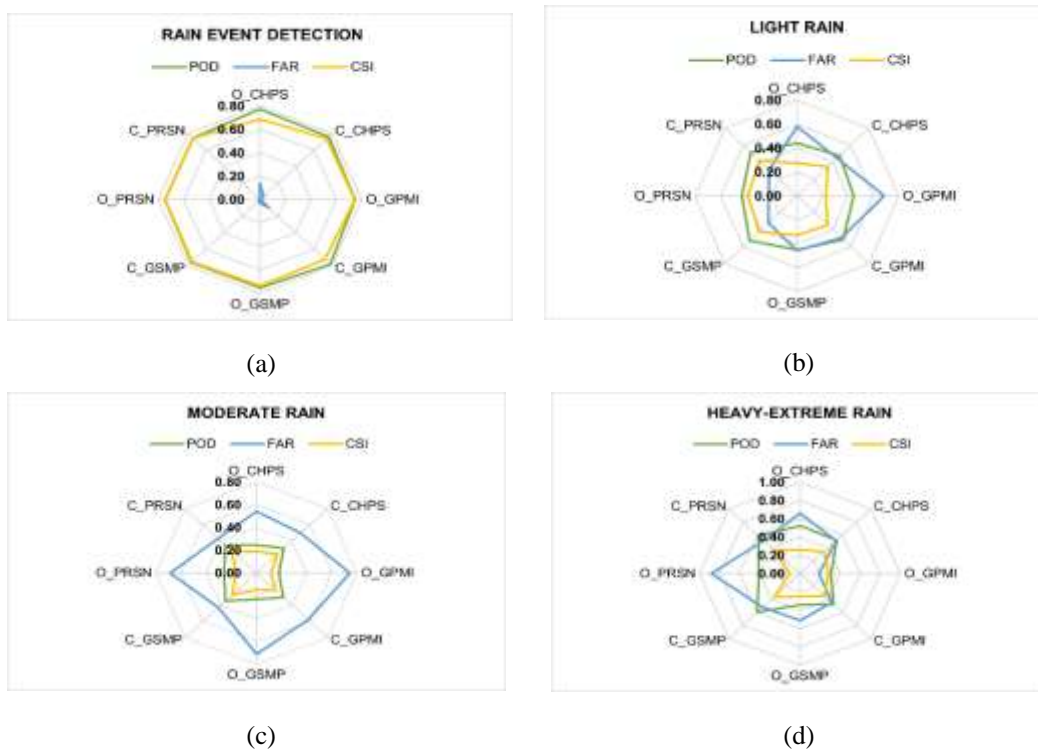 RAIN EVENT DETECTION
POD FAR CSI
O_CHPS
0.80
C_PRSN C_CHPS
0.60
0.40
0.20
O_PRSN 0.00 O_GPMI
C_GSMP C_GPMI
O_GSMP
(a)
LIGHT RAIN
POD FAR CSI
O_CHPS
0.80
C_PRSN C_CHPS
0.60
0.40
0.20
O_PRSN 0.00 O_GPMI
C_GSMP C_GPMI
O_GSMP
(b)
MODERATE RAIN
POD FAR CSI
O_CHPS
0.80
C_PRSN C_CHPS
0.60
0.40
0.20
O_PRSN 0.00 O_GPMI
C_GSMP C_GPMI
O_GSMP
(c)
HEAVY-EXTREME RAIN
POD FAR CSI
O_CHPS
1.00
C_PRSN C_CHPS
0.80
0.60
0.40
0.20
O_PRSN 0.00 O_GPMI
C_GSMP C_GPMI
O_GSMP
(d)